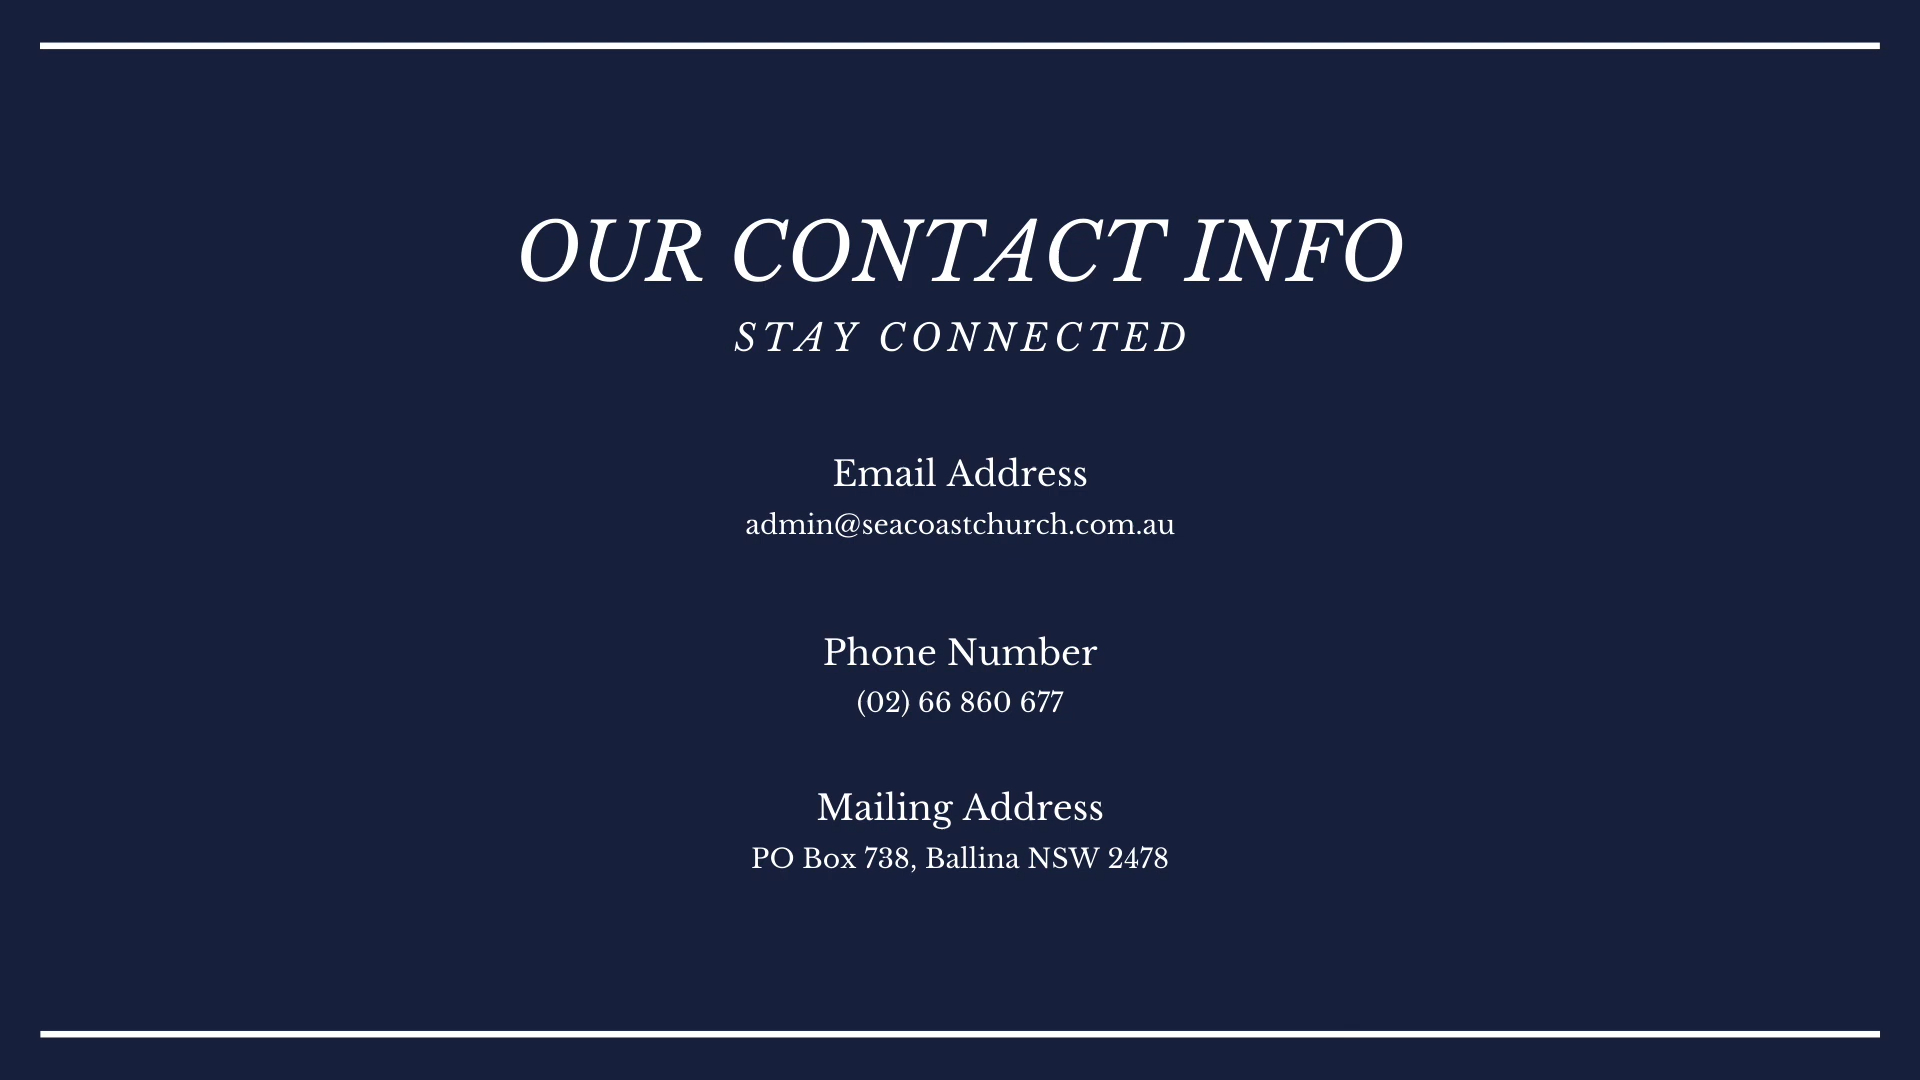 OUR CONTACT INFO
STAY CONNECTED
Email Address
admin@seacoastchurch.com.au
Phone Number
(02) 66 860 677
Mailing Address
PO Box 738, Ballina NSW 2478